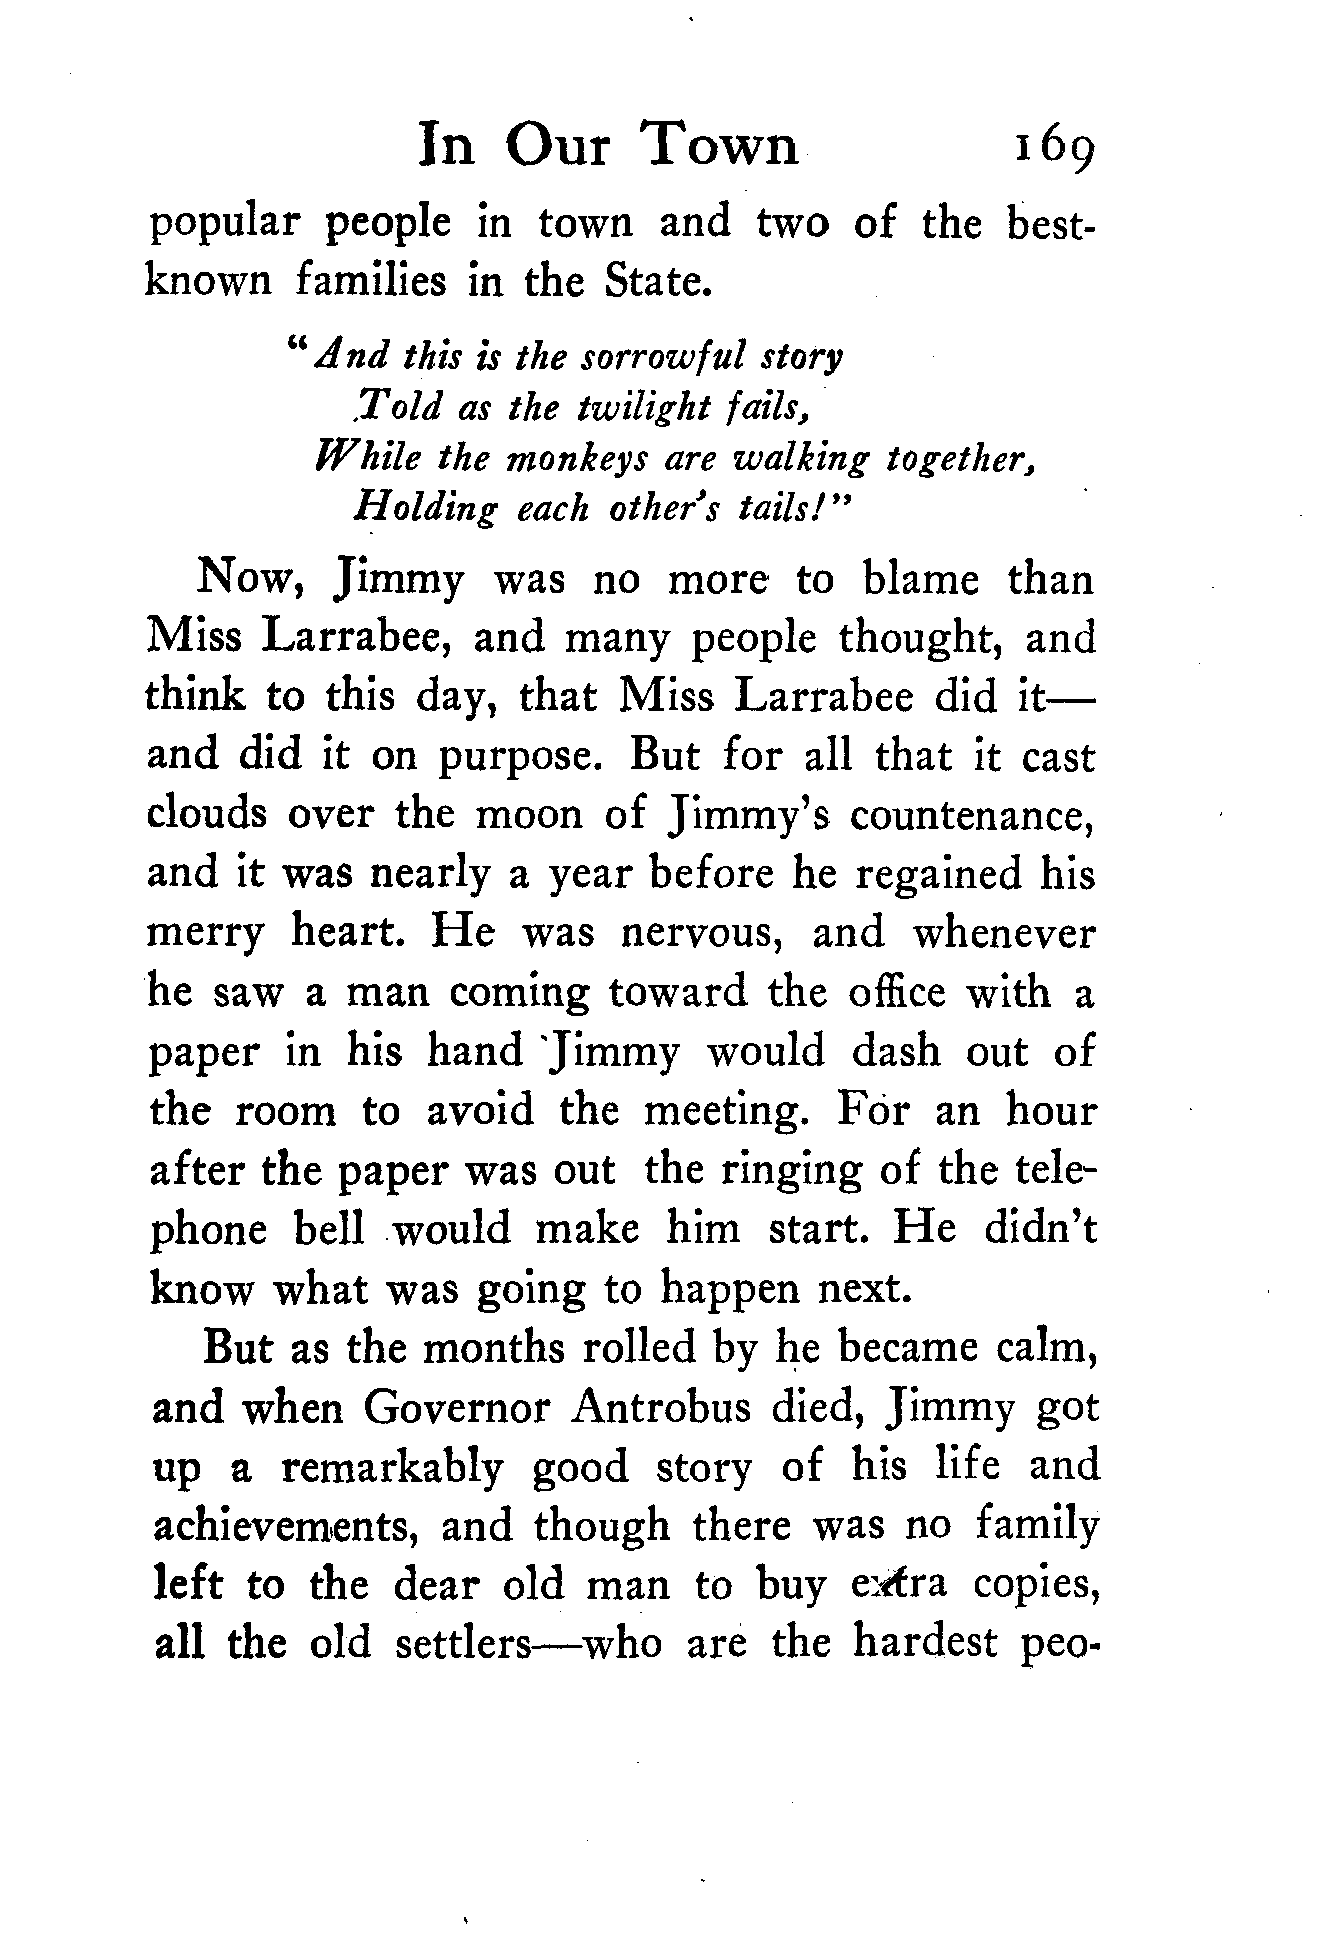 In Our Town 169
popular people in town and two of the best-
known families in the State.
"And this is the sorrowful story
Told as the twilight fails,
While the monkeys are walking together,
Holding each other's tails!"
Now, Jimmy was no more to blame than
Miss Larrabee, and many people thought, and
think to this day, that Miss Larrabee did it—
and did it on purpose. But for all that it cast
clouds over the moon of Jimmy's countenance,
and it was nearly a year before he regained his
merry heart. He was nervous, and whenever
he saw a man coming toward the office with a
paper in his hand Jimmy would dash out of
the room to avoid the meeting. For an hour
after the paper was out the ringing of the tele-
phone bell would make him start. He didn't
know what was going to happen next.
But as the months rolled by he became calm,
and when Governor Antrobus died, Jimmy got
up a remarkably good story of his life and
achievements, and though there was no family
left to the dear old man to buy extra copies,
all the old settlers—who are the hardest peo-